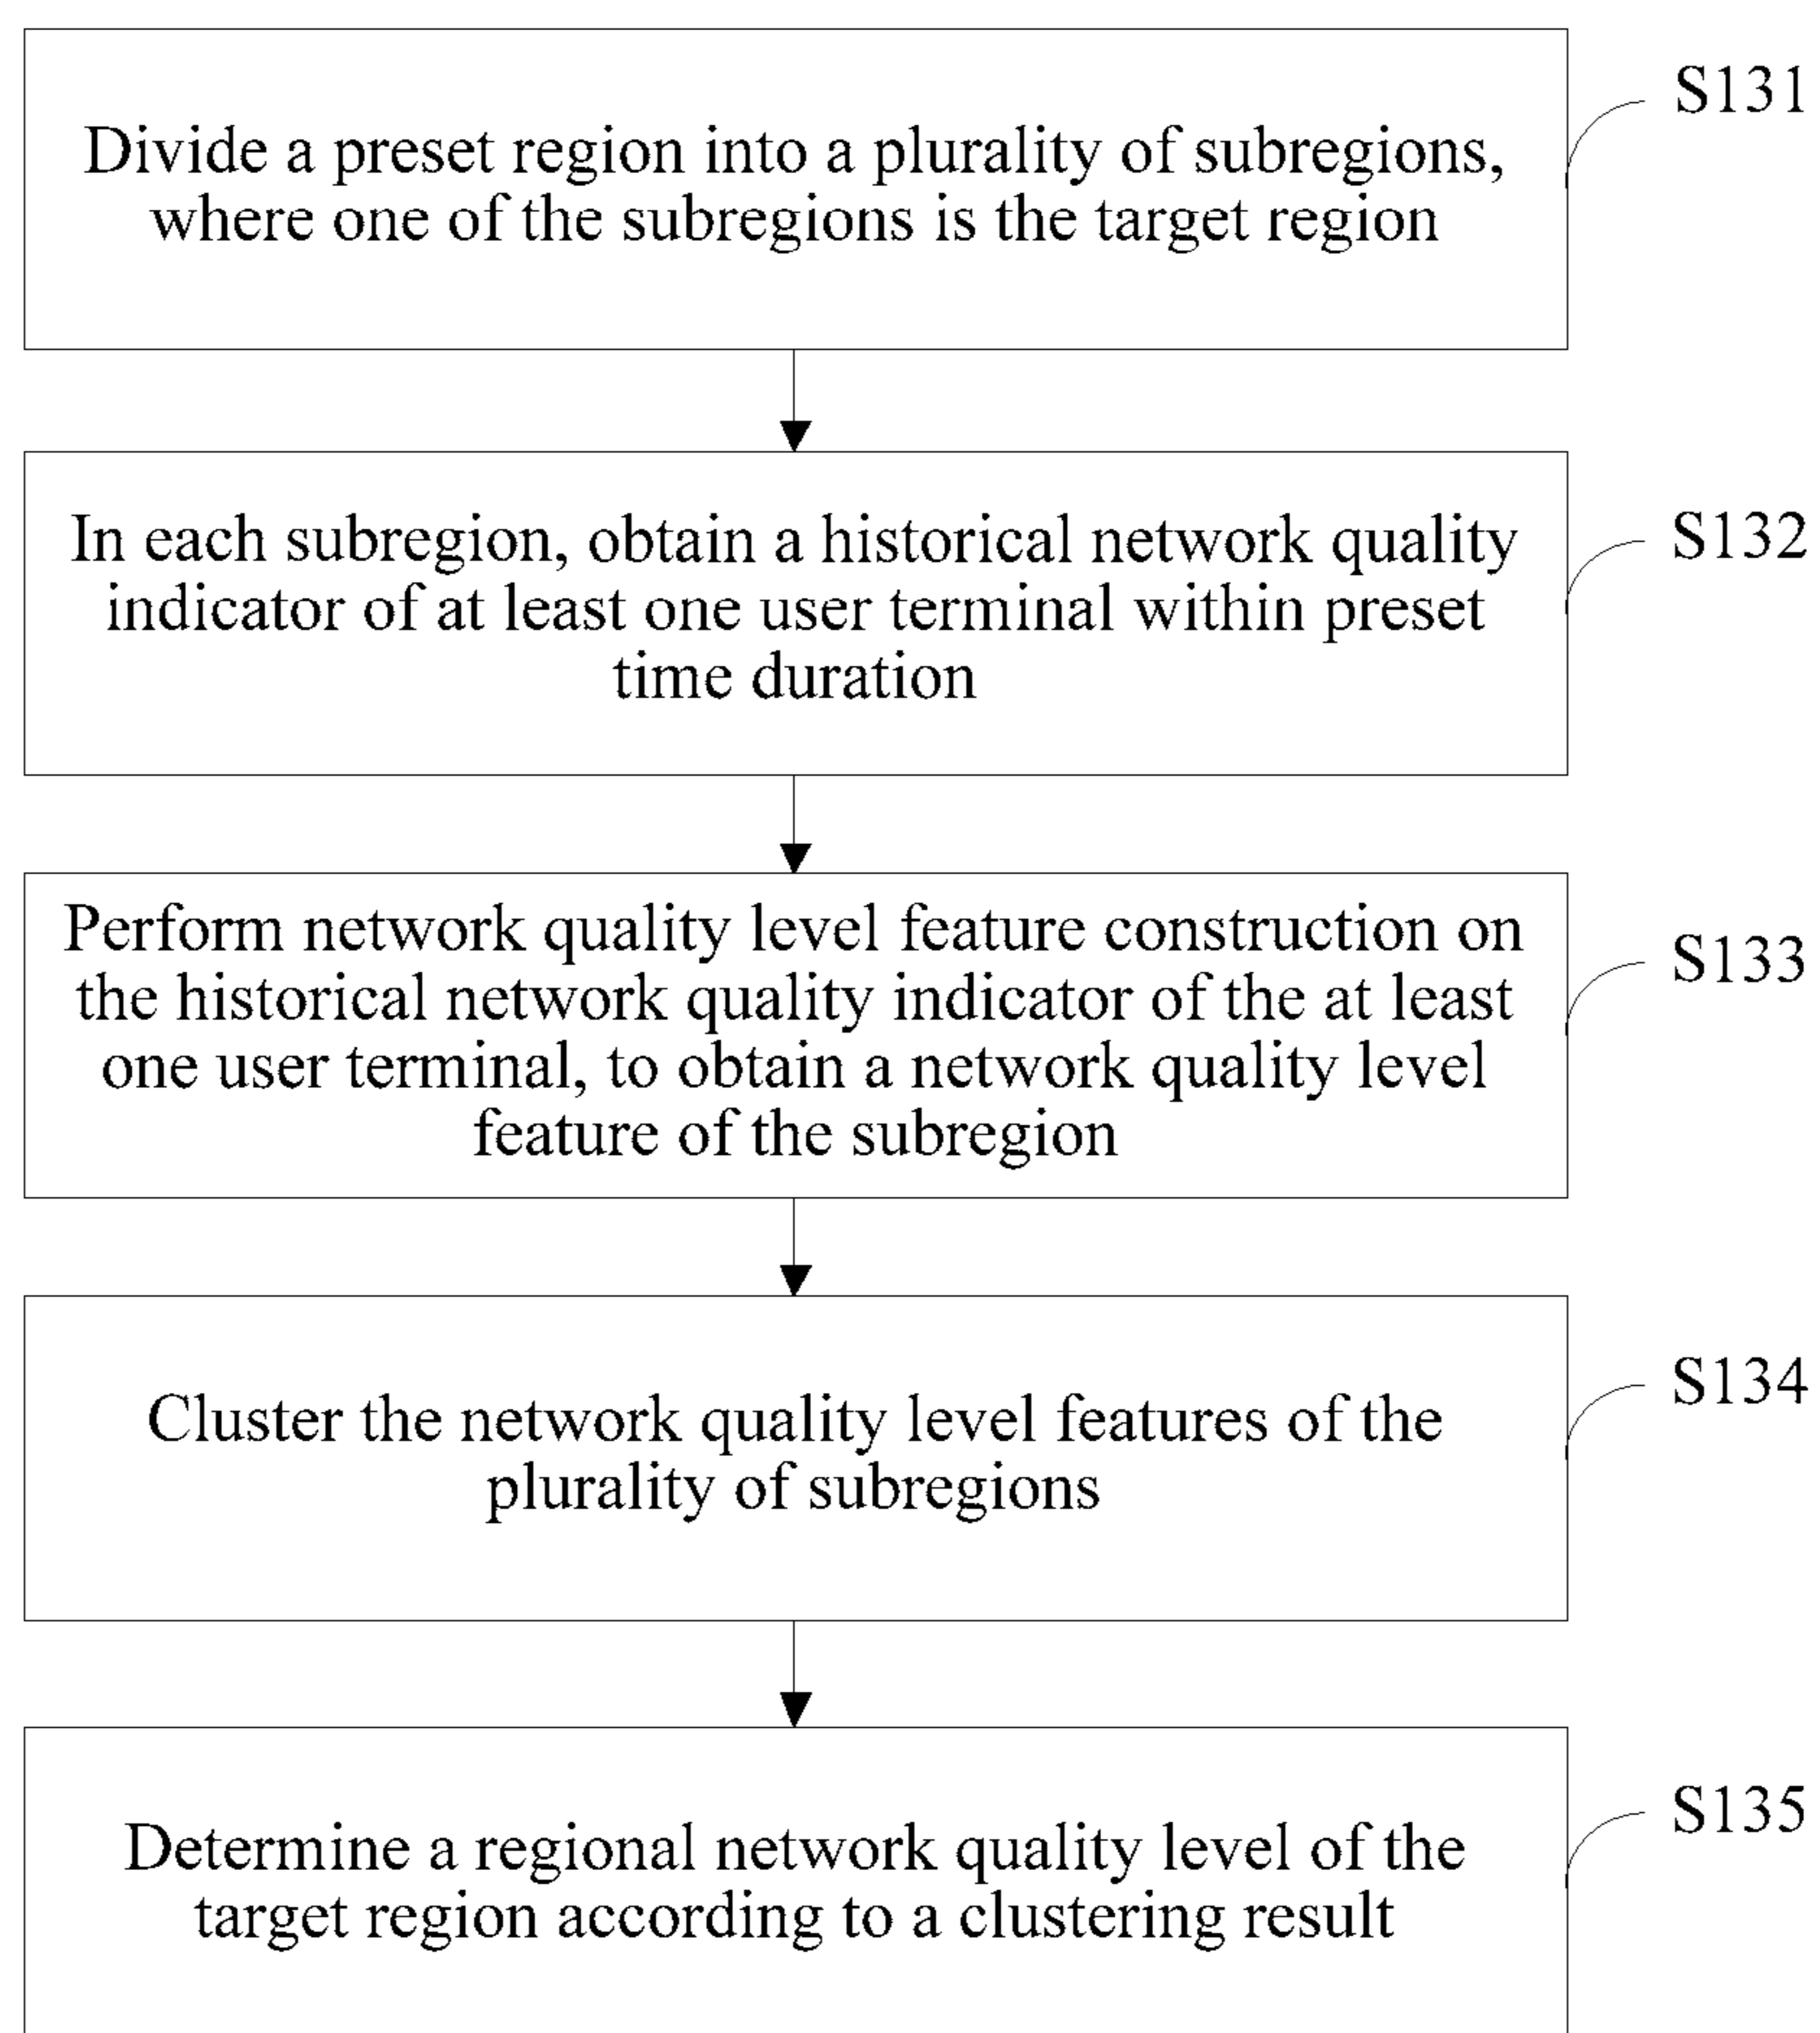 S131
Divide a preset region into a plurality of subregions,
where one of the subregions is the target region
S132
In each subregion, obtain a historical network quality
indicator of at least one user terminal within preset
time duration
S133
Perform network quality level feature construction on
the historical network quality indicator of the at least
one user terminal, to obtain a network quality level
feature of the subregion
S134
Cluster the network quality level features of the
plurality of subregions
S135
Determine a regional network quality level of the
target region according to a clustering result